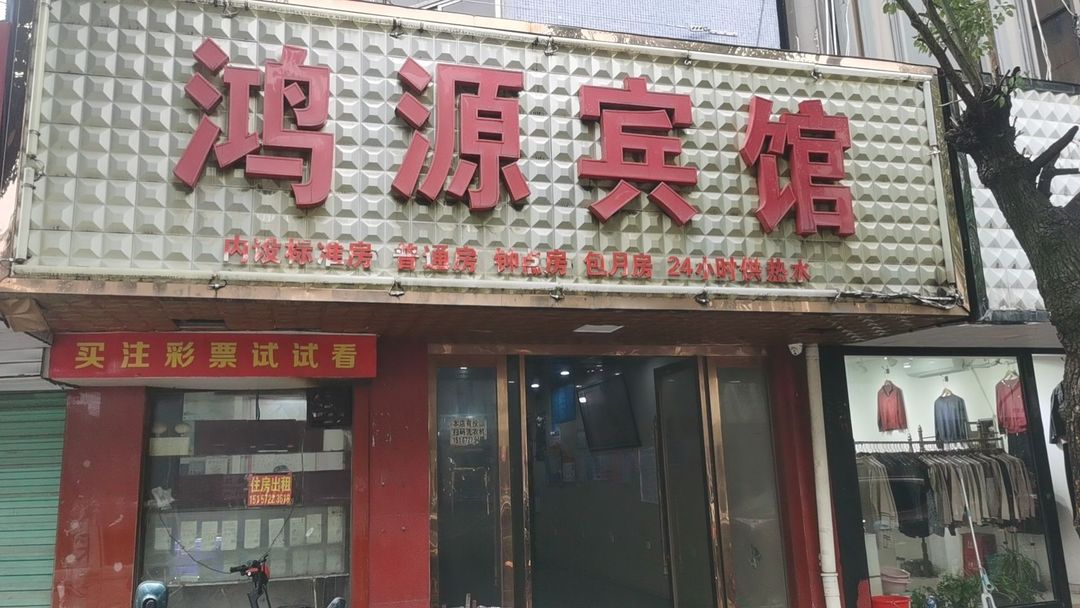 鸿源宾馆
内设标准房 普通房 钟点房 包月房 24小时供热水
买注彩票试试看
住房出租